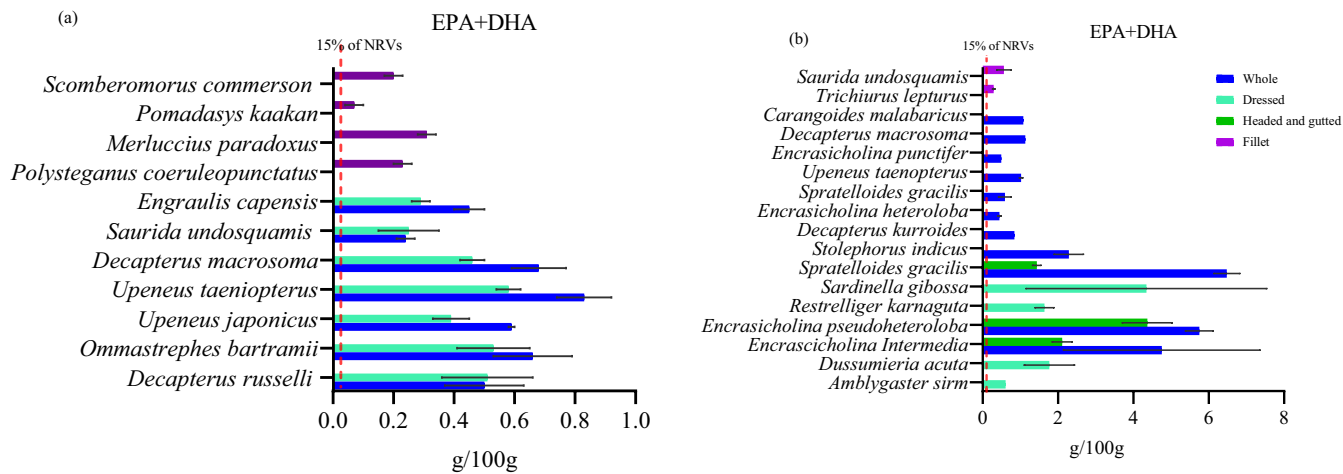 (a)
EPA+DHA
15% of NRVs
Scomberomorus commerson
Pomadasys kaakan
Merluccius paradoxus
Polysteganus coeruleopunctatus
Engraulis capensis
Saurida undosquamis
Decapterus macrosoma
Upeneus taeniopterus
Upeneus japonicus
Ommastrephes bartramii
Decapterus russelli
0.0 0.2 0.4 0.6 0.8 1.0
g/100g
(b)
EPA+DHA
15% of NRVs
Saurida undosquamis
Trichiurus lepturus
Carangoides malabaricus
Decapterus macrosoma
Encrasicholina punctifer
Upeneus taenopterus
Spratelloides gracilis
Encrasicholina heteroloba
Decapterus kurroides
Stolephorus indicus
Spratelloides gracilis
Sardinella gibossa
Restrelliger karnaguta
Encrasicholina pseudoheteroloba
Encrascicholina Intermedia
Dussumieria acuta
Amblygaster sirm
0 2 4 6 8
g/100g
Whole
Dressed
Headed and gutted
Fillet